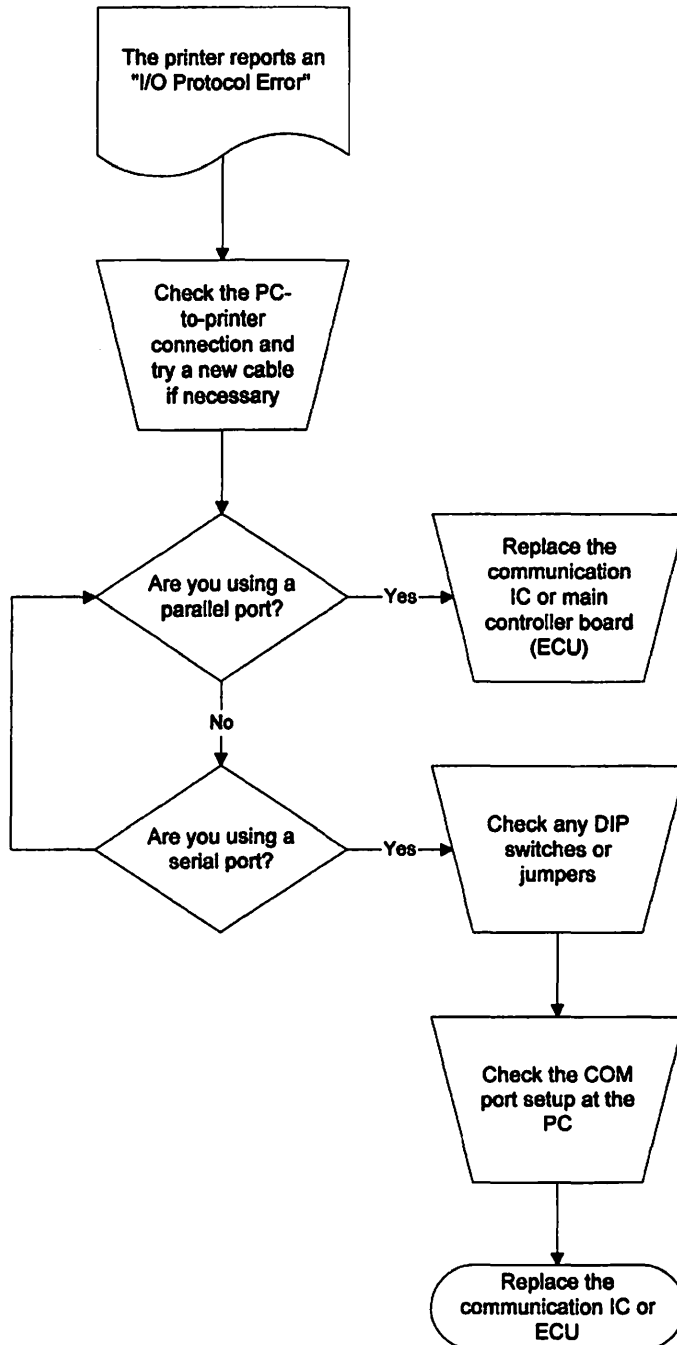 The printer reports an
"I/O Protocol Error"
Check the PC-
to-printer
connection and
try a new cable
if necessary
Are you using a
parallel port?
Yes
Replace the
communication
IC or main
controller board
(ECU)
No
Are you using a
serial port?
Yes
Check any DIP
switches or
jumpers
Check the COM
port setup at the
PC
Replace the
communication IC or
ECU